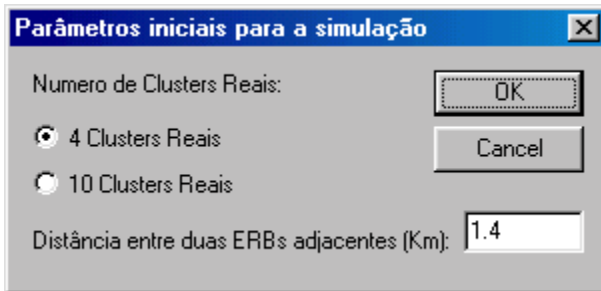 Parâmetros iniciais para a simulação
Numero de Clusters Reais:
OK
4 Clusters Reais
Cancel
10 Clusters Reais
Distância entre duas ERBs adjacentes (Km): 1.4